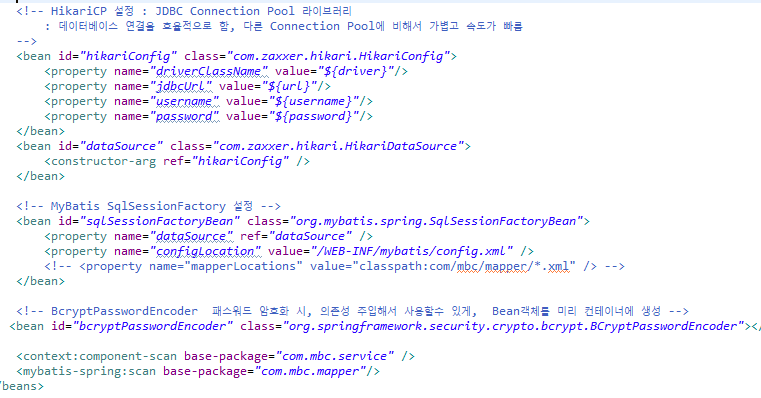 <!-- HikariCP 설정 : JDBC Connection Pool 라이브러리
: 데이터베이스 연결을 효율적으로 함, 다른 Connection Pool에 비해서 가볍고 속도가 빠름
-->
<bean id="hikariConfig" class="com.zaxxer.hikari.HikariConfig">
<property name="driverClassName" value="${driver}"/>
<property name="jdbcUrl" value="${url}"/>
<property name="username" value="${username}"/>
<property name="password" value="${password}"/>
</bean>
<bean id="dataSource" class="com.zaxxer.hikari.HikariDataSource">
<constructor-arg ref="hikariConfig" />
</bean>
<!-- MyBatis SqlSessionFactory 설정 -->
<bean id="sqlSessionFactoryBean" class="org.mybatis.spring.SqlSessionFactoryBean">
<property name="dataSource" ref="dataSource" />
<property name="configLocation" value="/WEB-INF/mybatis/config.xml" />
<!-- <property name="mapperLocations" value="classpath:com/mbc/mapper/*.xml" /> -->
</bean>
<!-- BcryptPasswordEncoder  패스워드 암호화 시, 의존성 주입해서 사용할수 있게,  Bean객체를 미리 컨테이너에 생성 -->
<bean id="bcryptPasswordEncoder" class="org.springframework.security.crypto.bcrypt.BCryptPasswordEncoder"></
<context:component-scan base-package="com.mbc.service" />
<mybatis-spring:scan base-package="com.mbc.mapper"/>
/beans>